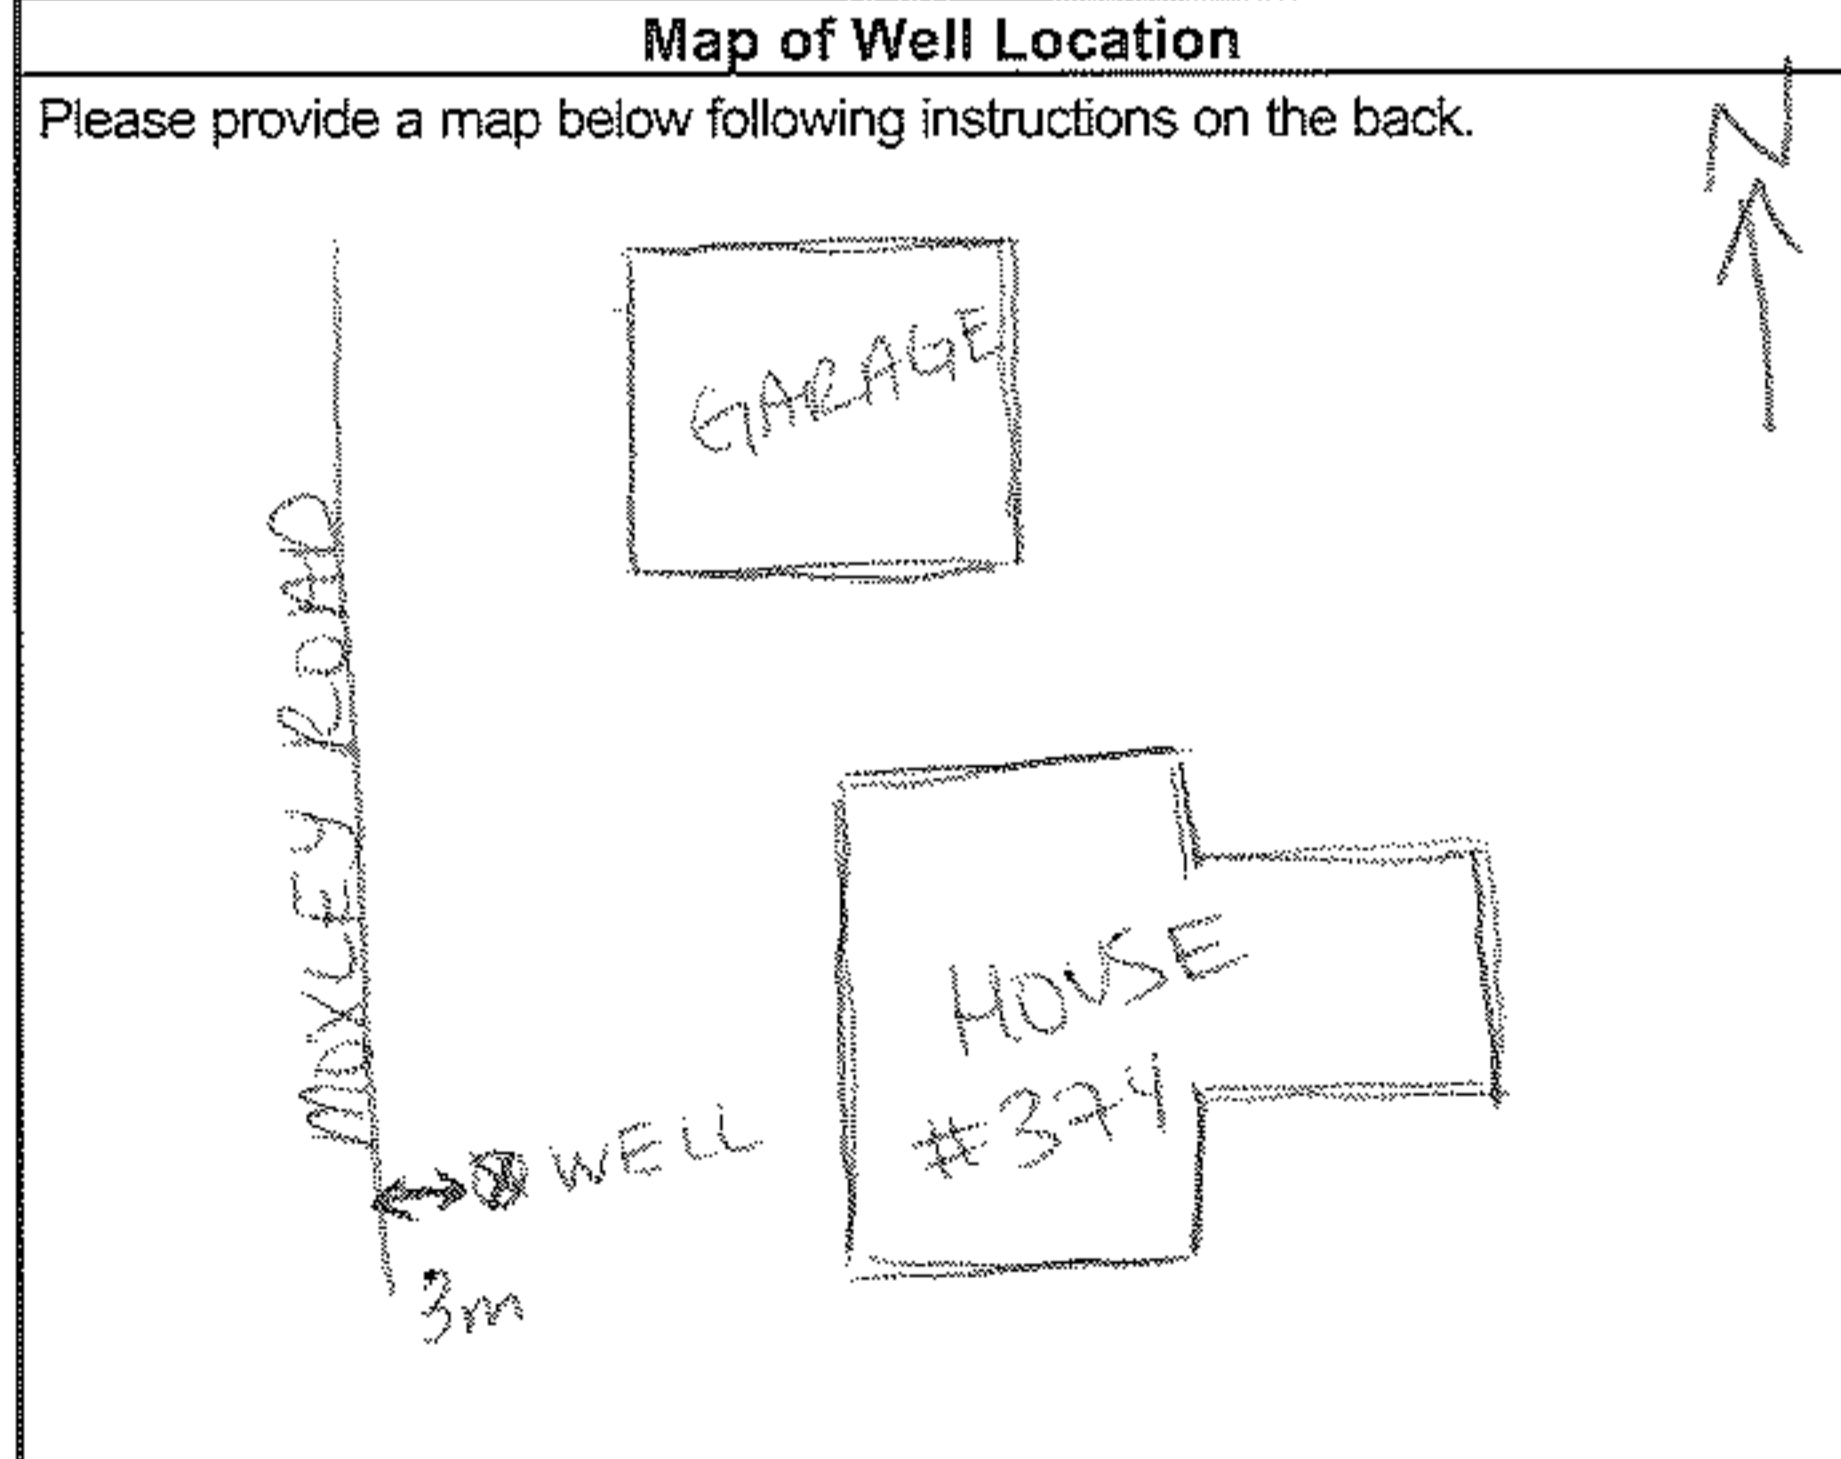 Map of Well Location
Please provide a map below following instructions on the back.
N
GARAGE
MOXLEY ROAD
HOUSE
#374
WELL
3m